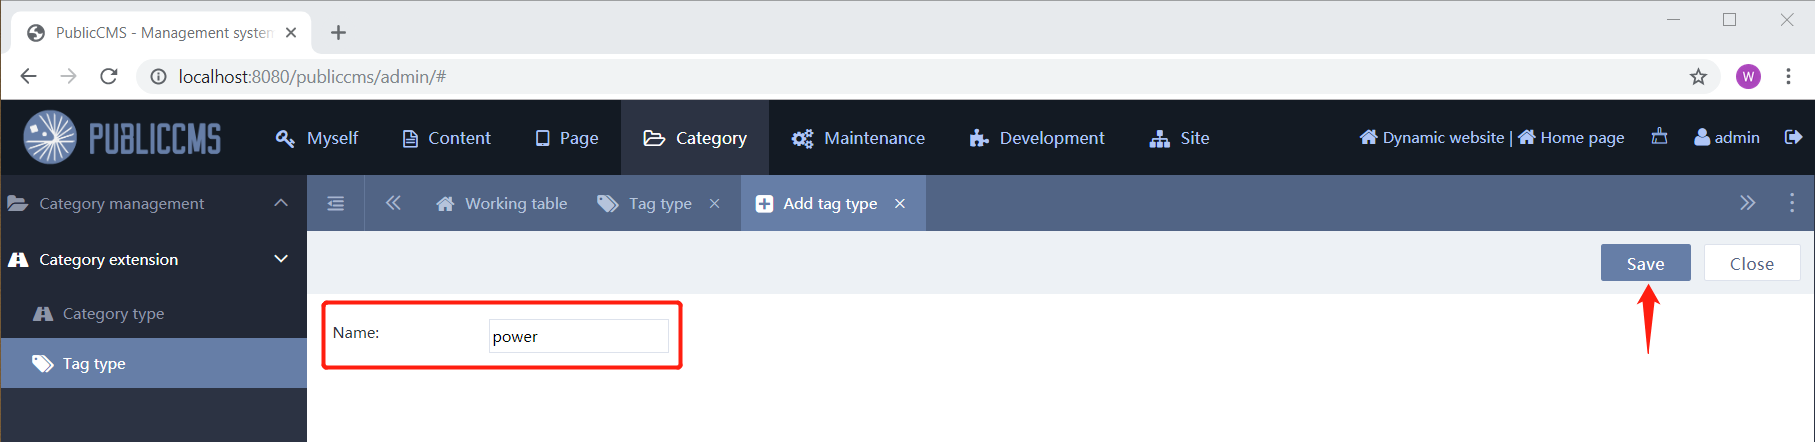 PublicCMS - Management system
localhost:8080/publiccms/admin/#
W
PUBLICCMS
Myself
Content
Page
Category
Maintenance
Development
Site
Dynamic website | Home page
admin
Category management
Working table
Tag type
Add tag type
Category extension
Save
Close
Category type
Name:
power
Tag type